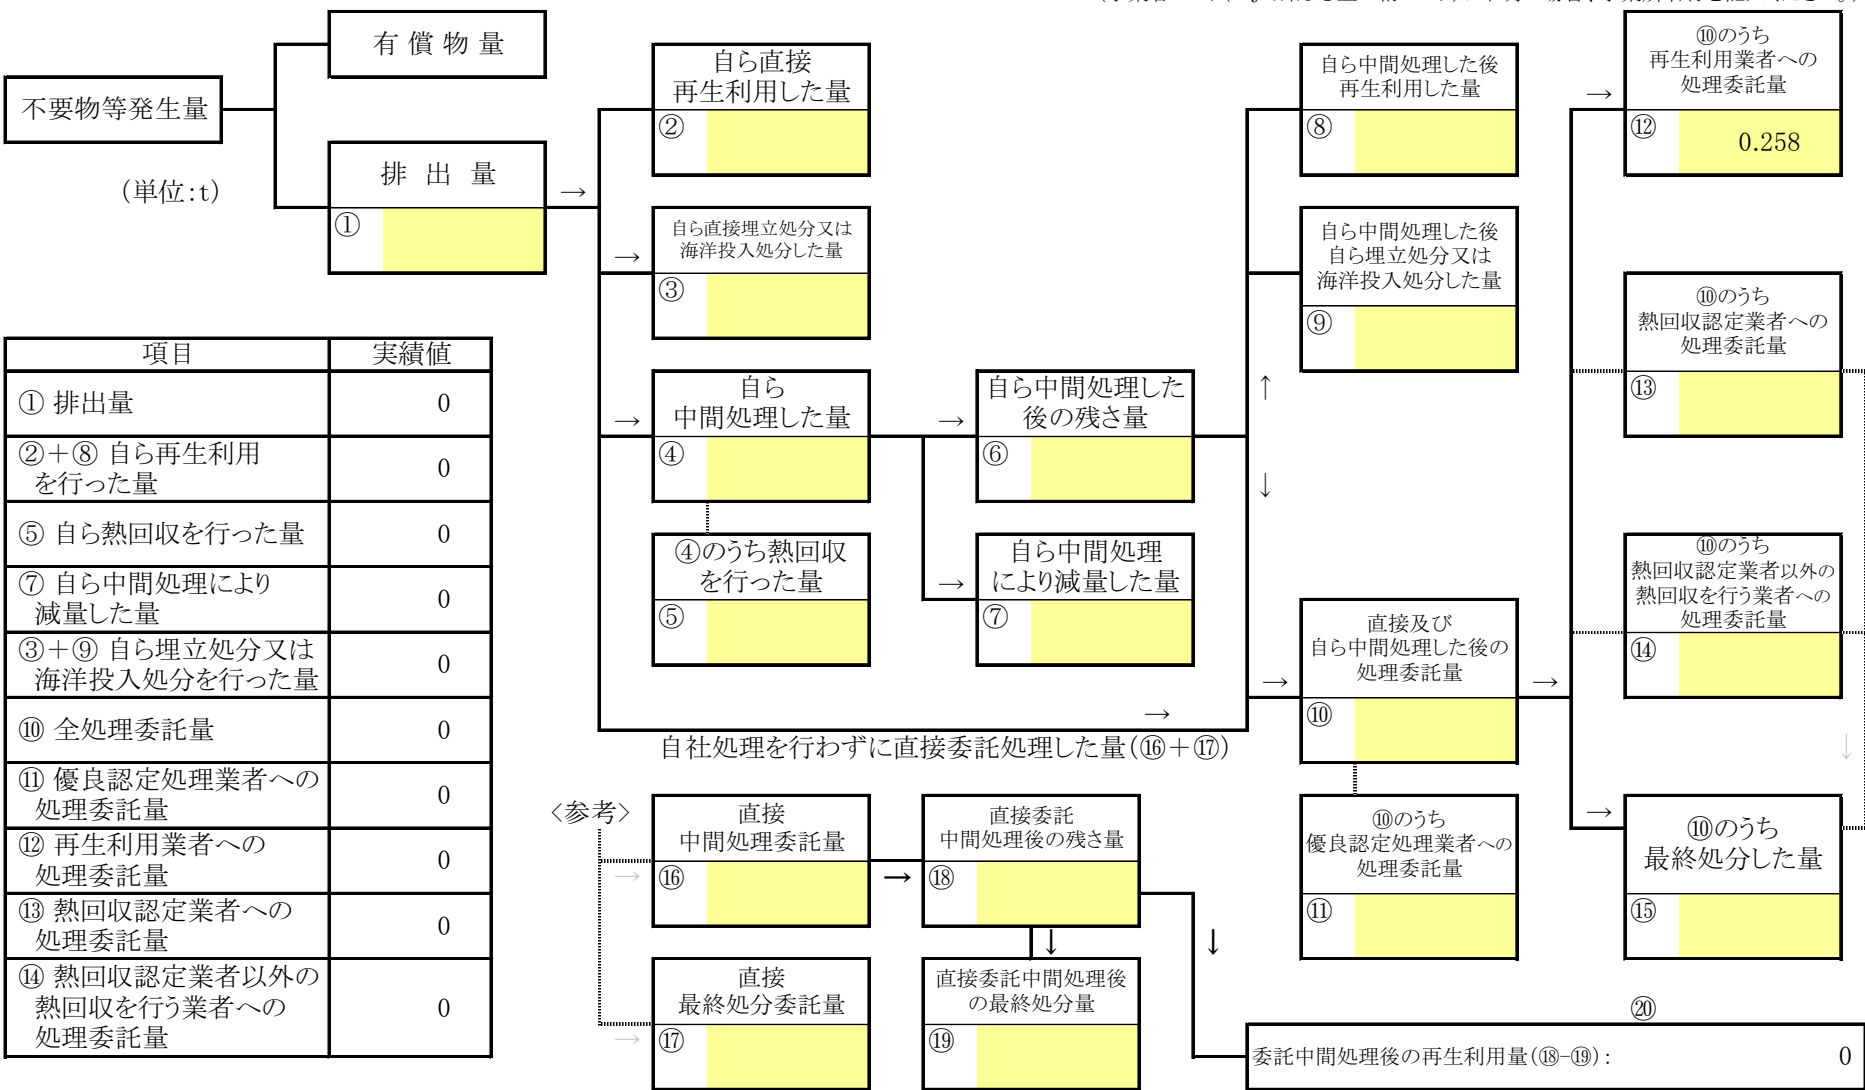 有 償 物 量
不要物等発生量
(単位:t)
排 出 量
→
①
自ら直接
再生利用した量
②
→
自ら直接埋立処分又は
海洋投入処分した量
③
→
自ら
中間処理した量
④
④のうち熱回収
を行った量
⑤
→
自ら中間処理した
後の残さ量
⑥
→
自ら中間処理
により減量した量
⑦
↑
↓
自ら中間処理した後
再生利用した量
⑧
自ら中間処理した後
自ら埋立処分又は
海洋投入処分した量
⑨
→
直接及び
自ら中間処理した後の
処理委託量
⑩
→
自社処理を行わずに直接委託処理した量(⑯+⑰)
⑩のうち
優良認定処理業者への
処理委託量
⑪
→
→
⑩のうち
再生利用業者への
処理委託量
⑫
0.258
⑩のうち
熱回収認定業者への
処理委託量
⑬
⑩のうち
熱回収認定業者以外の
熱回収を行う業者への
処理委託量
⑭
↓
→
⑩のうち
最終処分した量
⑮
項目 実績値
① 排出量 0
②+⑧ 自ら再生利用
を行った量 0
⑤ 自ら熱回収を行った量 0
⑦ 自ら中間処理により
減量した量 0
③+⑨ 自ら埋立処分又は
海洋投入処分を行った量 0
⑩ 全処理委託量 0
⑪ 優良認定処理業者への
処理委託量 0
⑫ 再生利用業者への
処理委託量 0
⑬ 熱回収認定業者への
処理委託量 0
⑭ 熱回収認定業者以外の
熱回収を行う業者への
処理委託量 0
〈参考〉
→
直接
中間処理委託量
⑯
→
直接委託
中間処理後の残さ量
⑱
↓
↓
→
直接
最終処分委託量
⑰
直接委託中間処理後
の最終処分量
⑲
⑳
委託中間処理後の再生利用量(⑱-⑲): 0